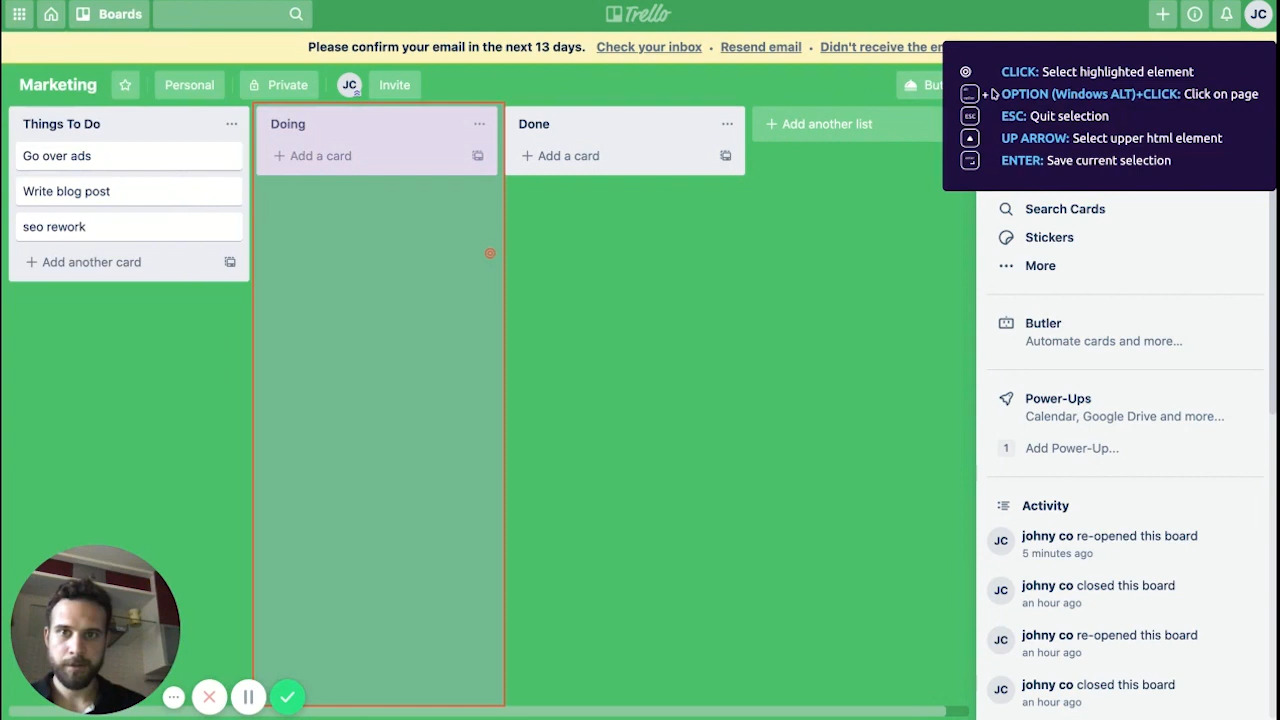 Boards
Trello
JC
Please confirm your email in the next 13 days. Check your inbox • Resend email • Didn't receive the
CLICK: Select highlighted element
+ OPTION (Windows ALT)+CLICK: Click on page
ESC ESC: Quit selection
UP ARROW: Select upper html element
ENTER: Save current selection
Marketing
Personal
Private
JC
Invite
But
Things To Do
Go over ads
Write blog post
seo rework
+ Add another card
Doing
+ Add a card
Done
+ Add a card
+ Add another list
Search Cards
Stickers
More
Butler
Automate cards and more...
Power-Ups
Calendar, Google Drive and more...
1 Add Power-Up...
Activity
JC johny co re-opened this board
5 minutes ago
JC johny co closed this board
an hour ago
JC johny co re-opened this board
an hour ago
JC johny co closed this board
an hour ago